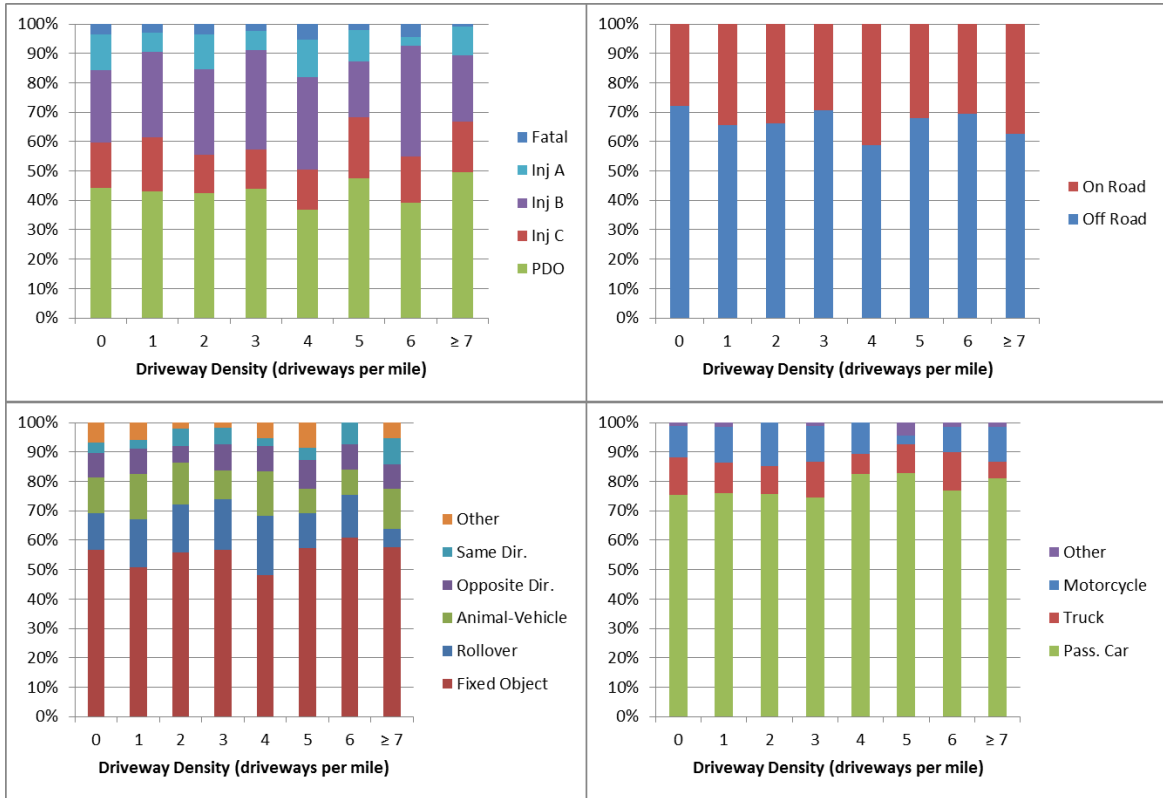 100%
90%
80%
70%
60%
50%
40%
30%
20%
10%
0%
0 1 2 3 4 5 6 ≥ 7
Driveway Density (driveways per mile)
Fatal
Inj A
Inj B
Inj C
PDO
100%
90%
80%
70%
60%
50%
40%
30%
20%
10%
0%
0 1 2 3 4 5 6 ≥ 7
Driveway Density (driveways per mile)
On Road
Off Road
100%
90%
80%
70%
60%
50%
40%
30%
20%
10%
0%
0 1 2 3 4 5 6 ≥ 7
Driveway Density (driveways per mile)
Other
Same Dir.
Opposite Dir.
Animal-Vehicle
Rollover
Fixed Object
100%
90%
80%
70%
60%
50%
40%
30%
20%
10%
0%
0 1 2 3 4 5 6 ≥ 7
Driveway Density (driveways per mile)
Other
Motorcycle
Truck
Pass. Car